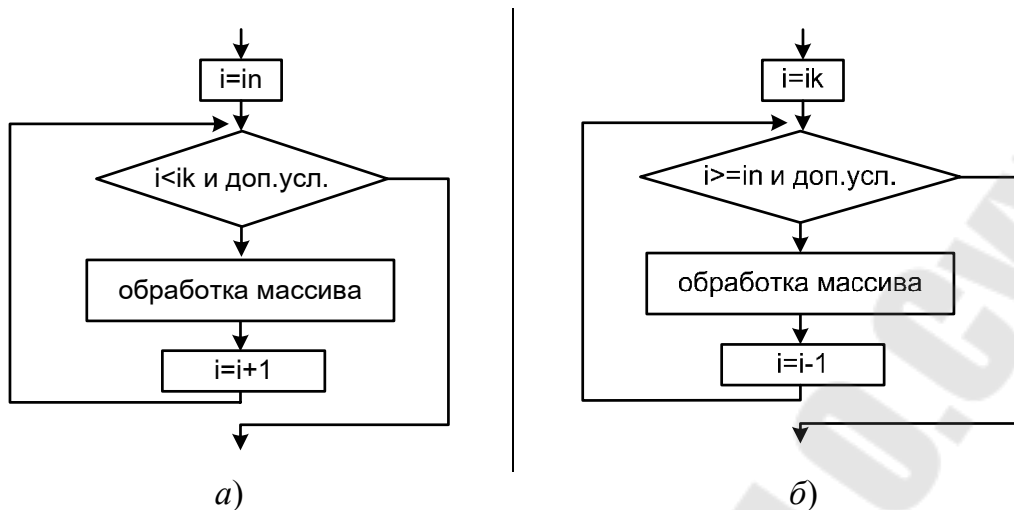 i=in
i<ik и доп.усл.
обработка массива
i=i+1
а)
i=ik
i>=in и доп.усл.
обработка массива
i=i-1
б)